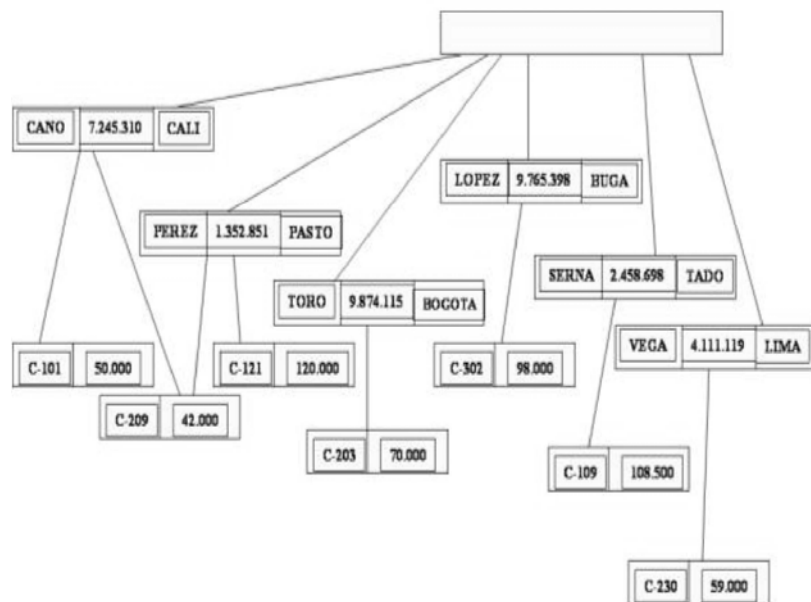 CANO 7.245.310 CALI
LOPEZ 9.765.398 BUGA
PEREZ 1.352.851 PASTO
SERNA 2.458.698 TADO
TORO 9.874.115 BOGOTA
VEGA 4.111.119 LIMA
C-101 50.000
C-121 120.000
C-302 98.000
C-209 42.000
C-203 70.000
C-109 108.500
C-230 59.000